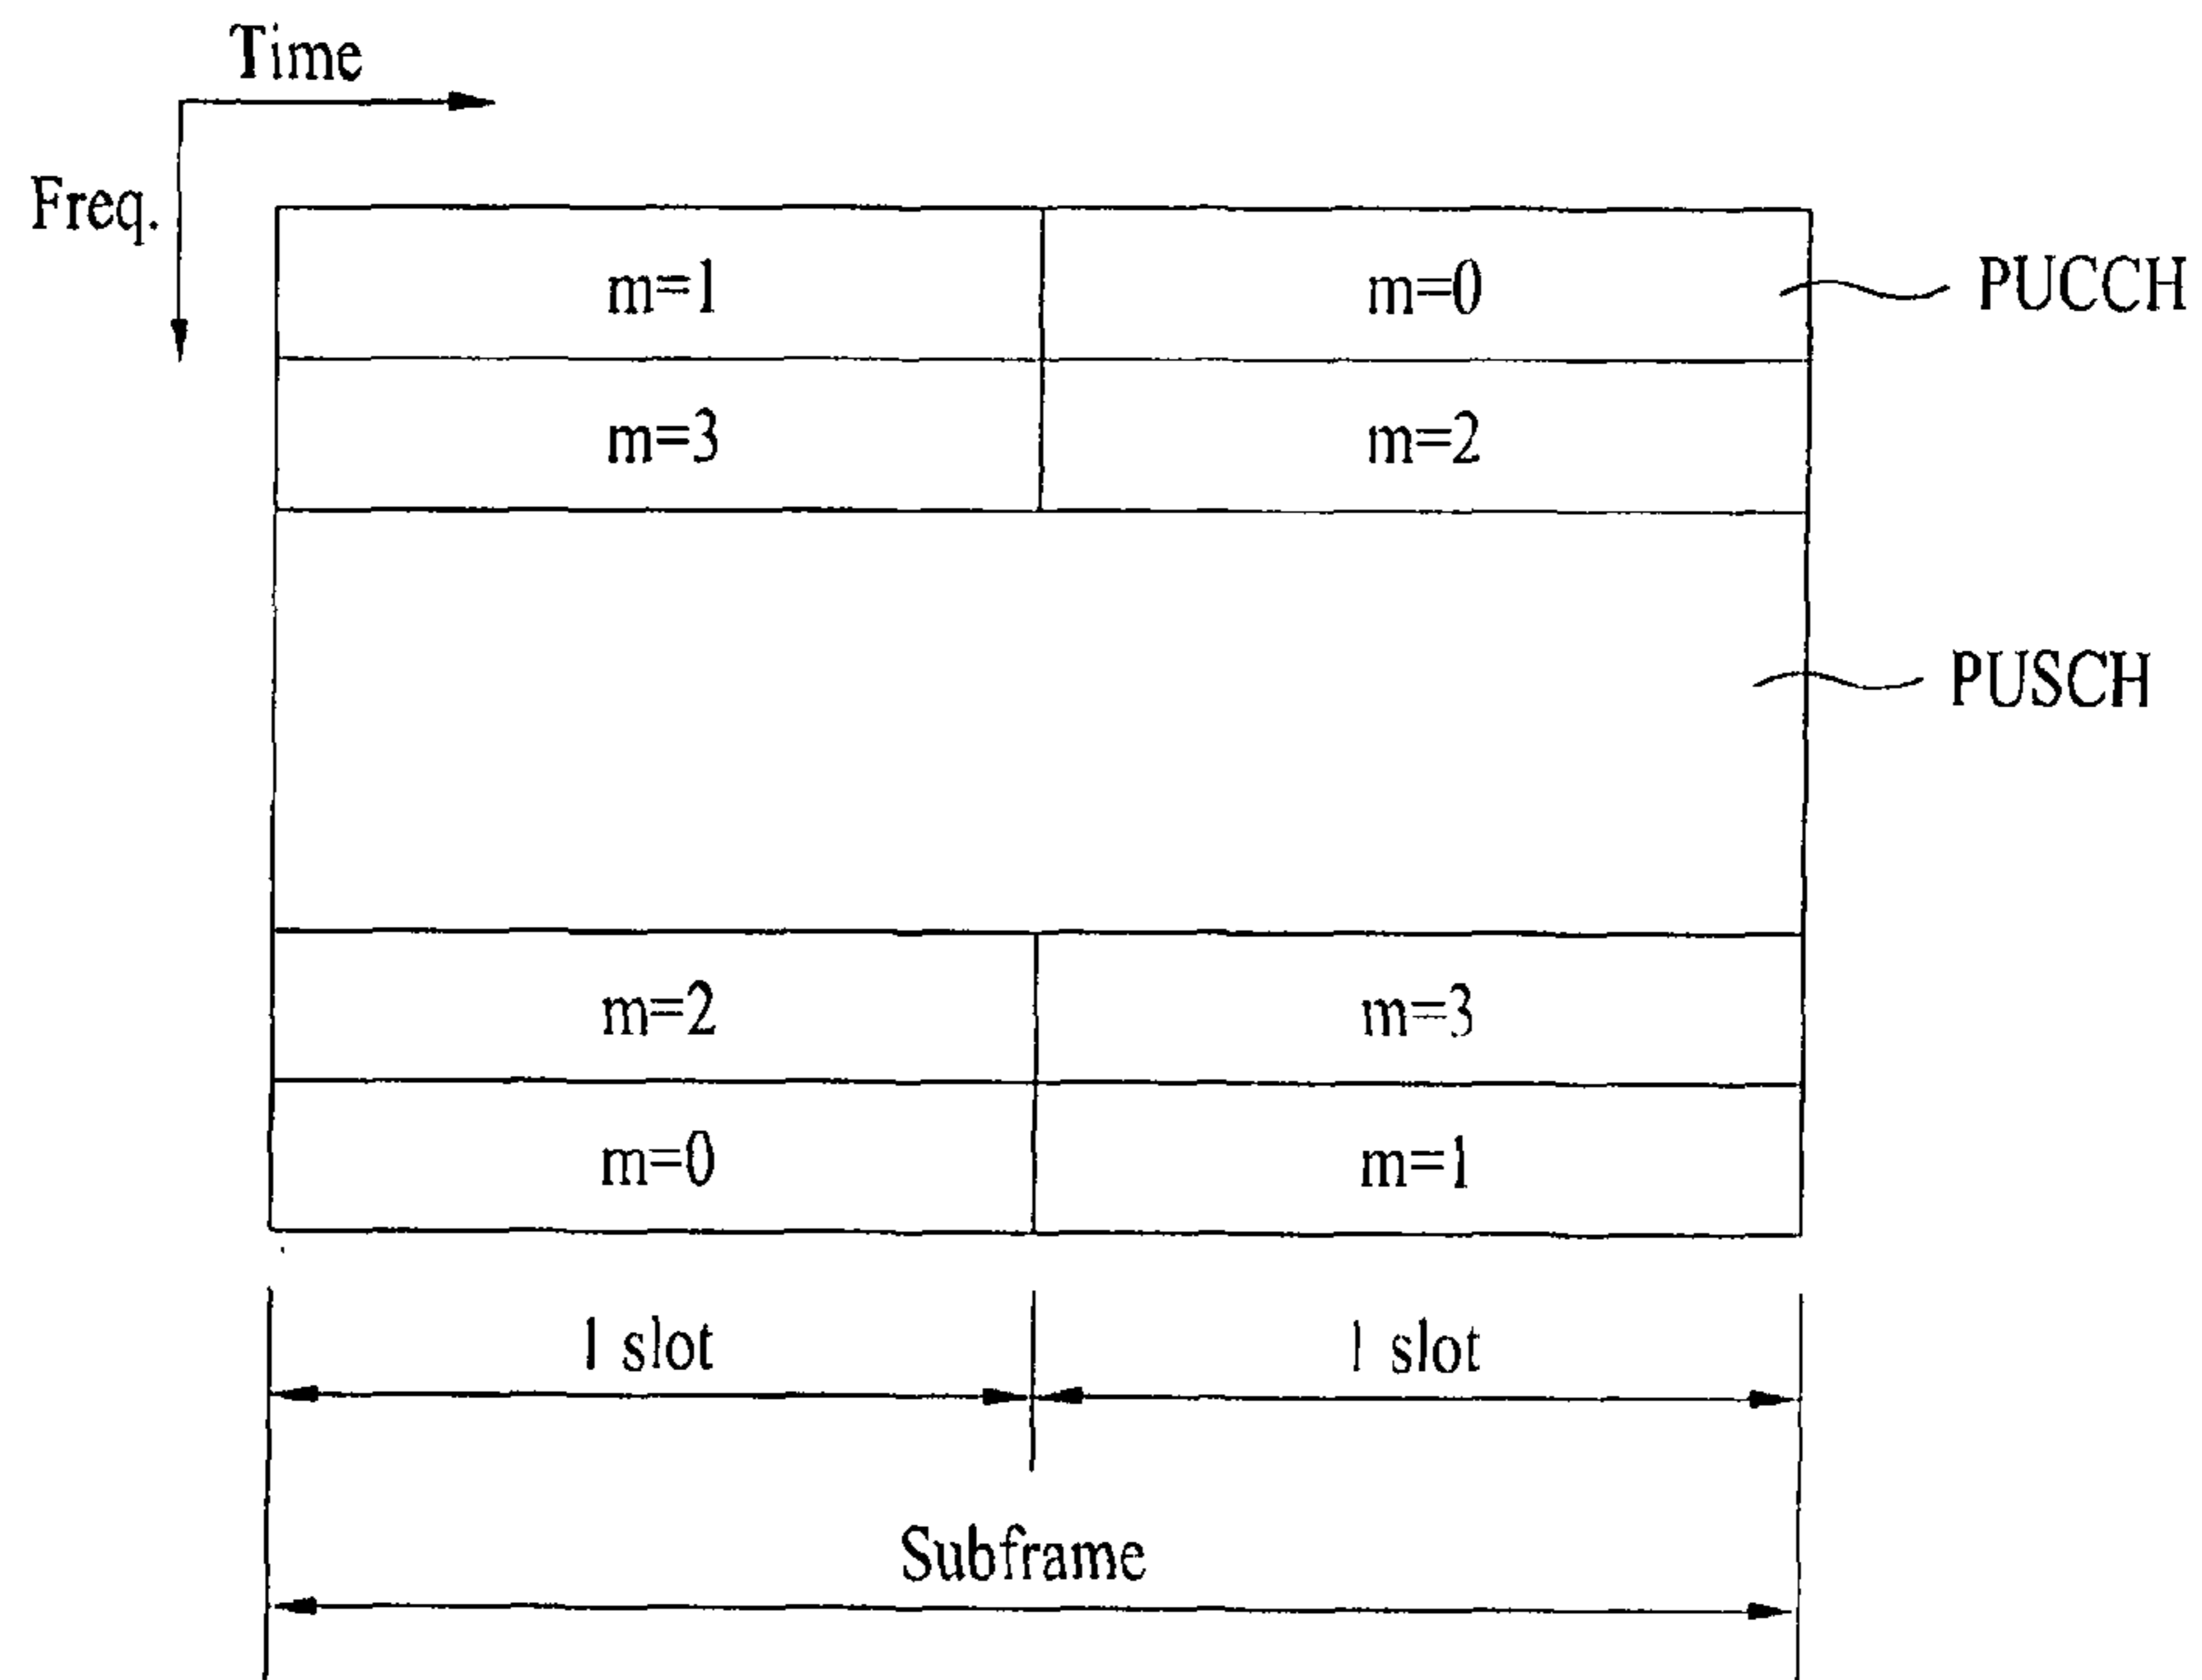 Time
Freq.
m=1
m=0
PUCCH
m=3
m=2
PUSCH
m=2
m=3
m=0
m=1
1 slot
1 slot
Subframe